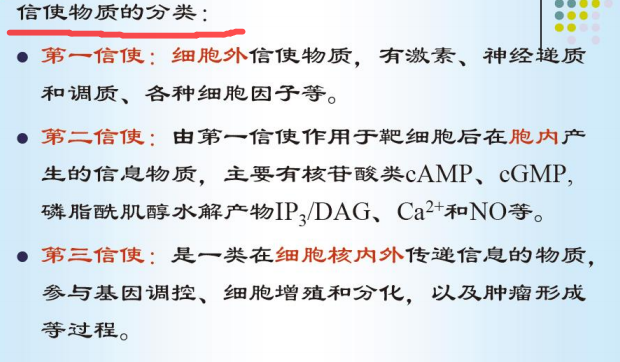 信使物质的分类：
● 第一信使：细胞外信使物质，有激素、神经递质
和调质、各种细胞因子等。
● 第二信使：由第一信使作用于靶细胞后在胞内产
生的信息物质，主要有核苷酸类cAMP、cGMP,
磷脂酰肌醇水解产物IP₃/DAG、Ca²⁺和NO等。
● 第三信使：是一类在细胞核内外传递信息的物质，
参与基因调控、细胞增殖和分化，以及肿瘤形成
等过程。